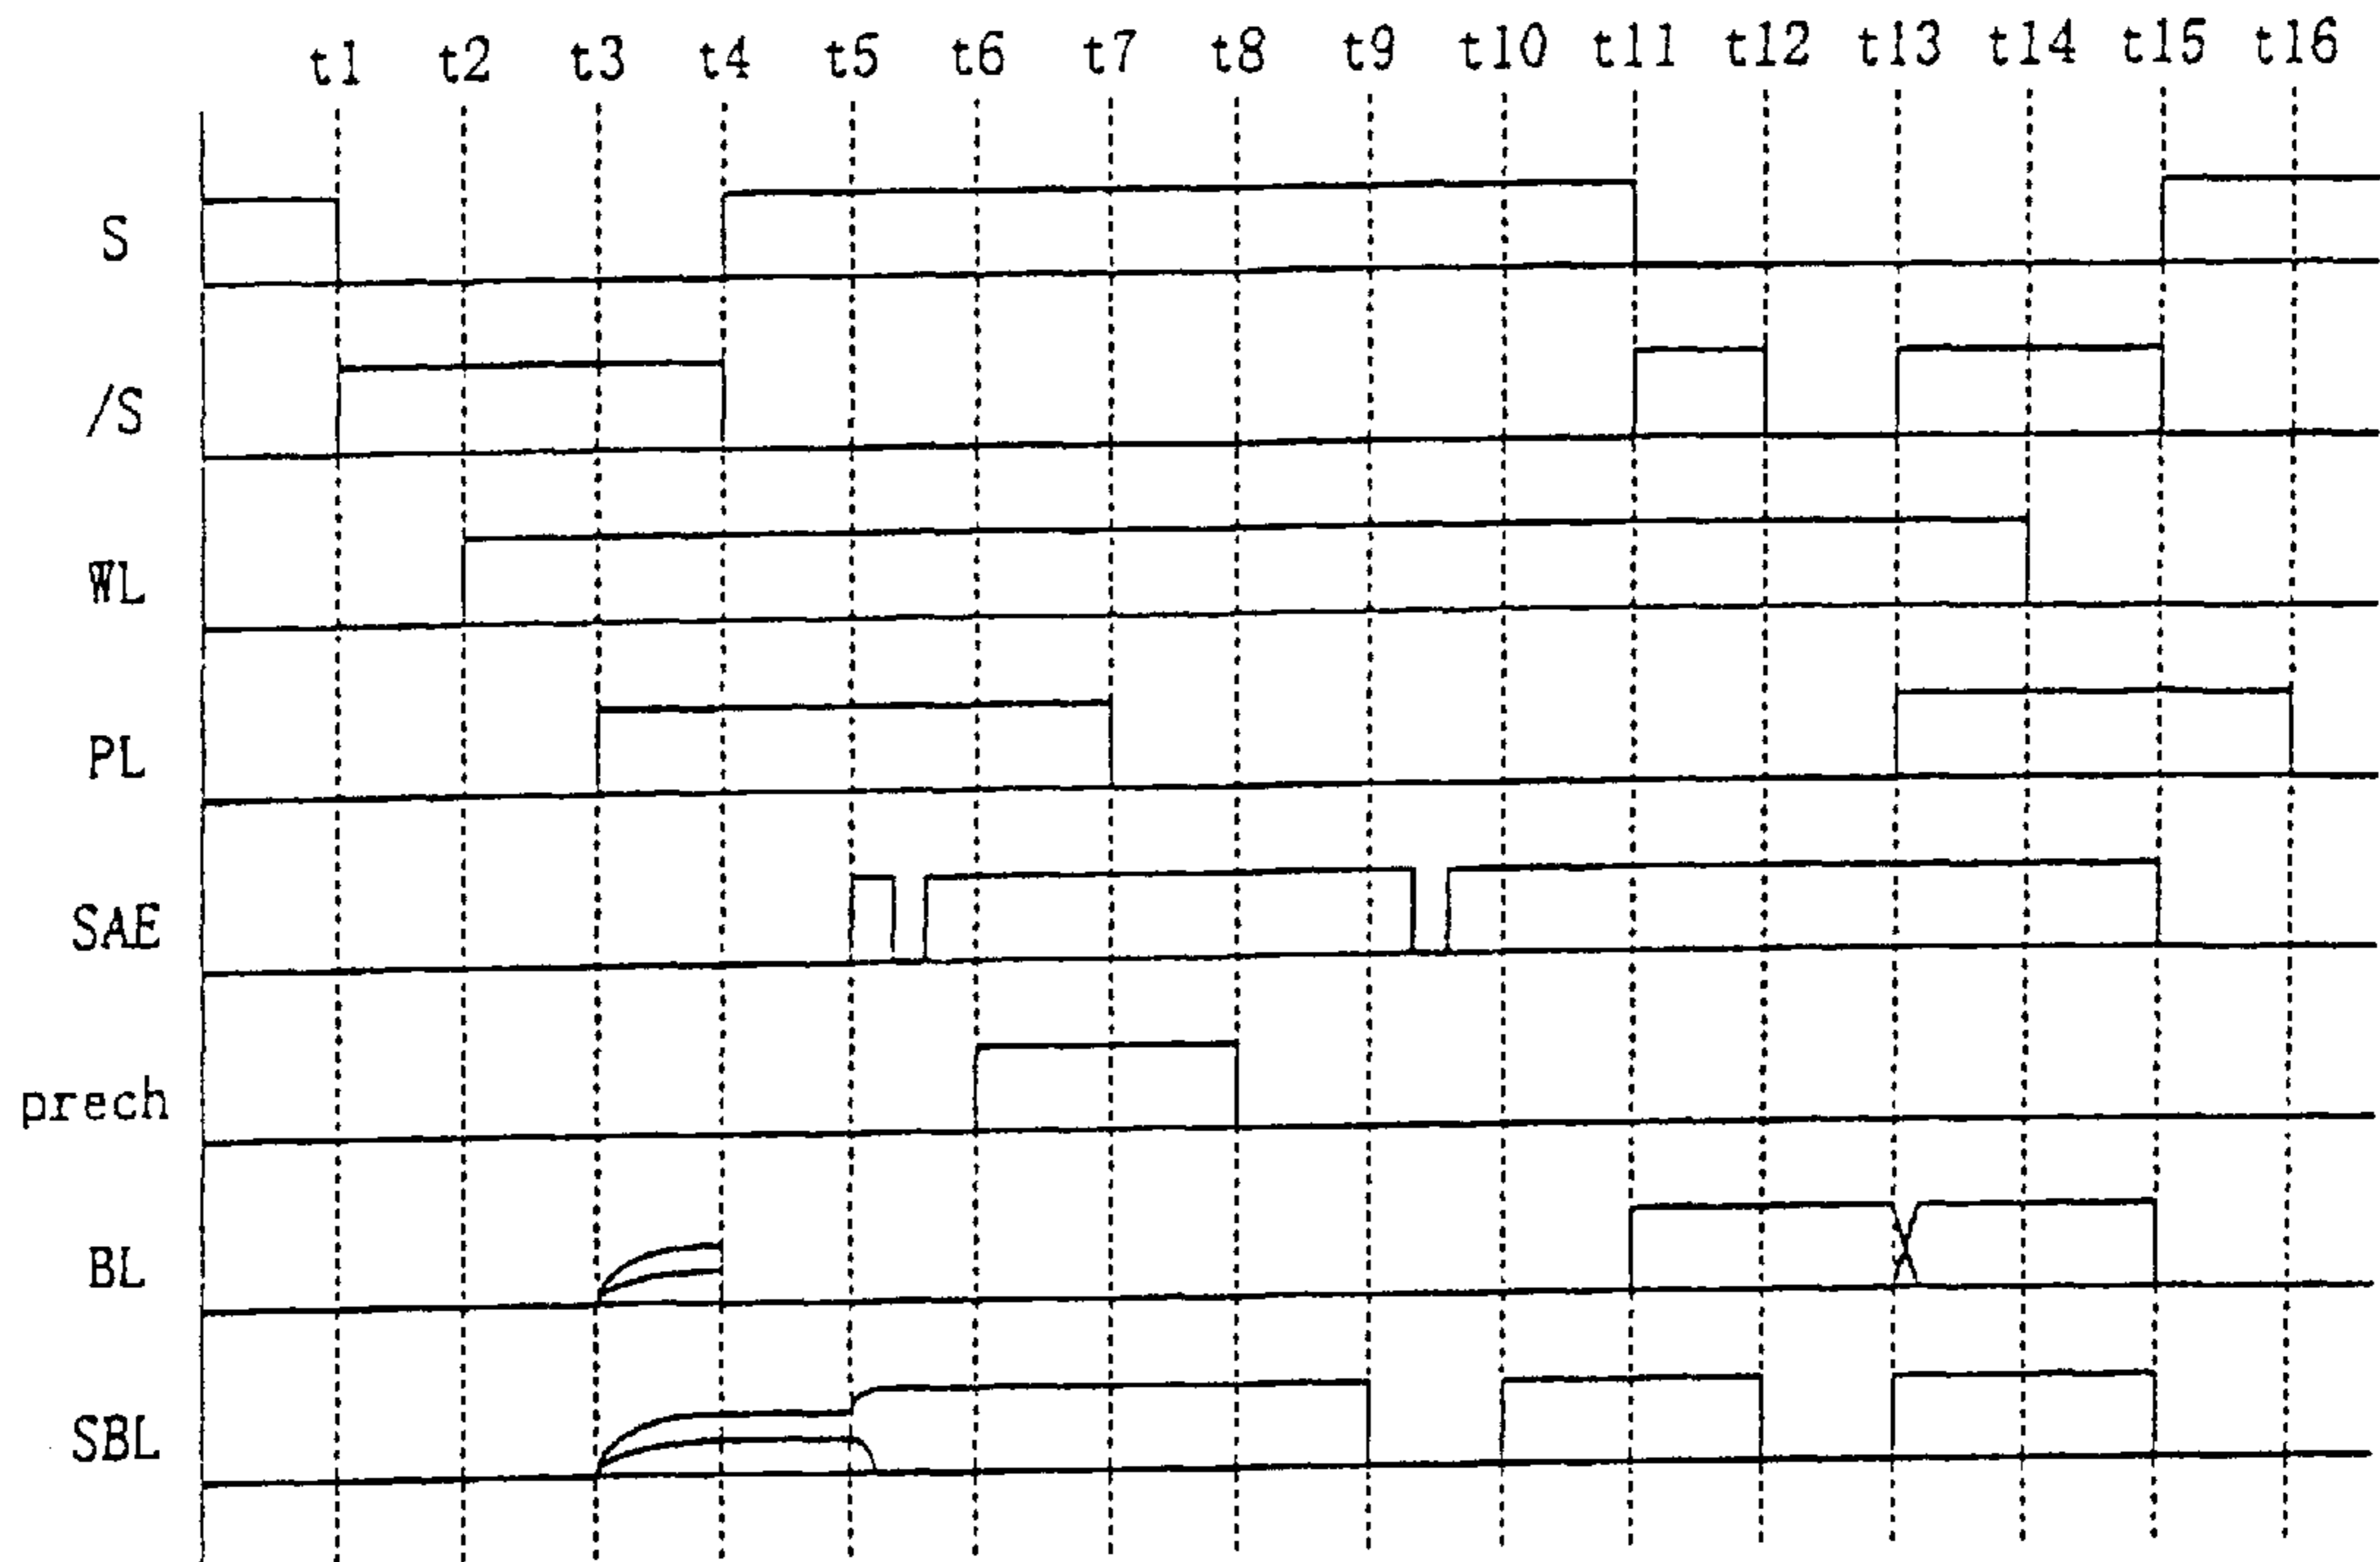 t1 t2 t3 t4 t5 t6 t7 t8 t9 t10 t11 t12 t13 t14 t15 t16
S
/S
WL
PL
SAE
prech
BL
SBL